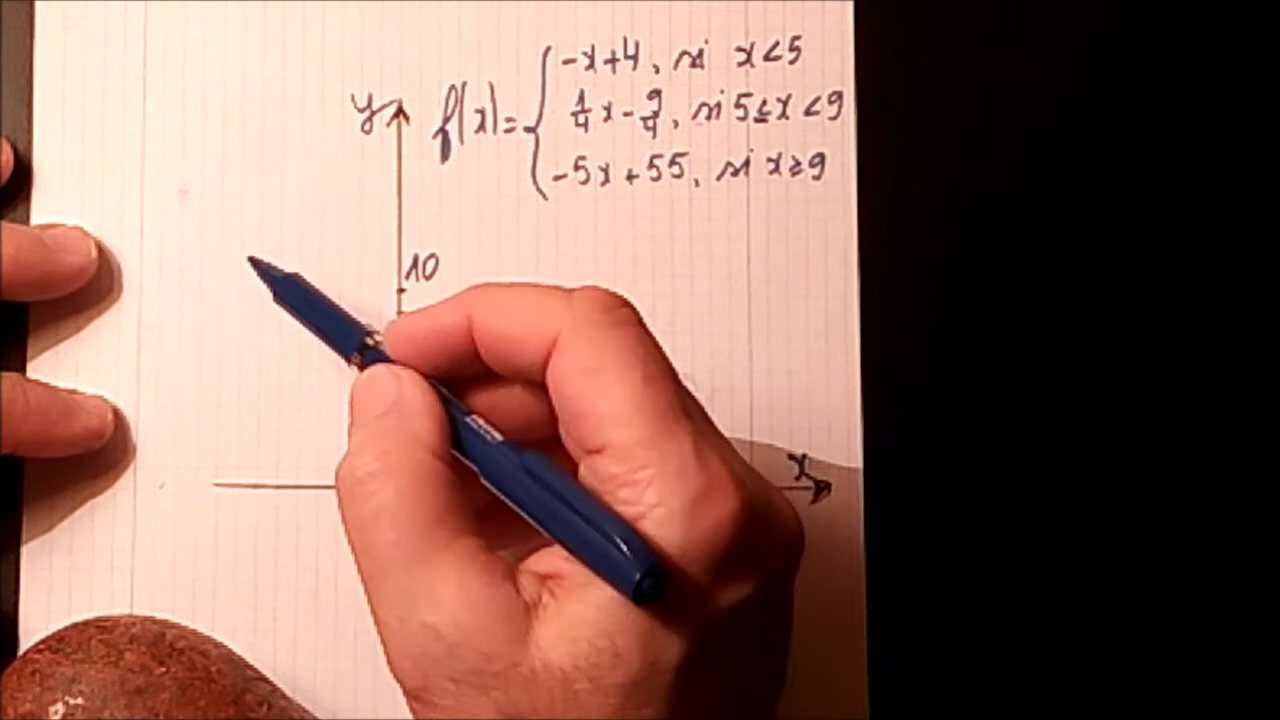 y
f(x)=
-x+4, si x<5
1/4 x - 9/4, si 5≤x<9
-5x+55, si x≥9
10
x